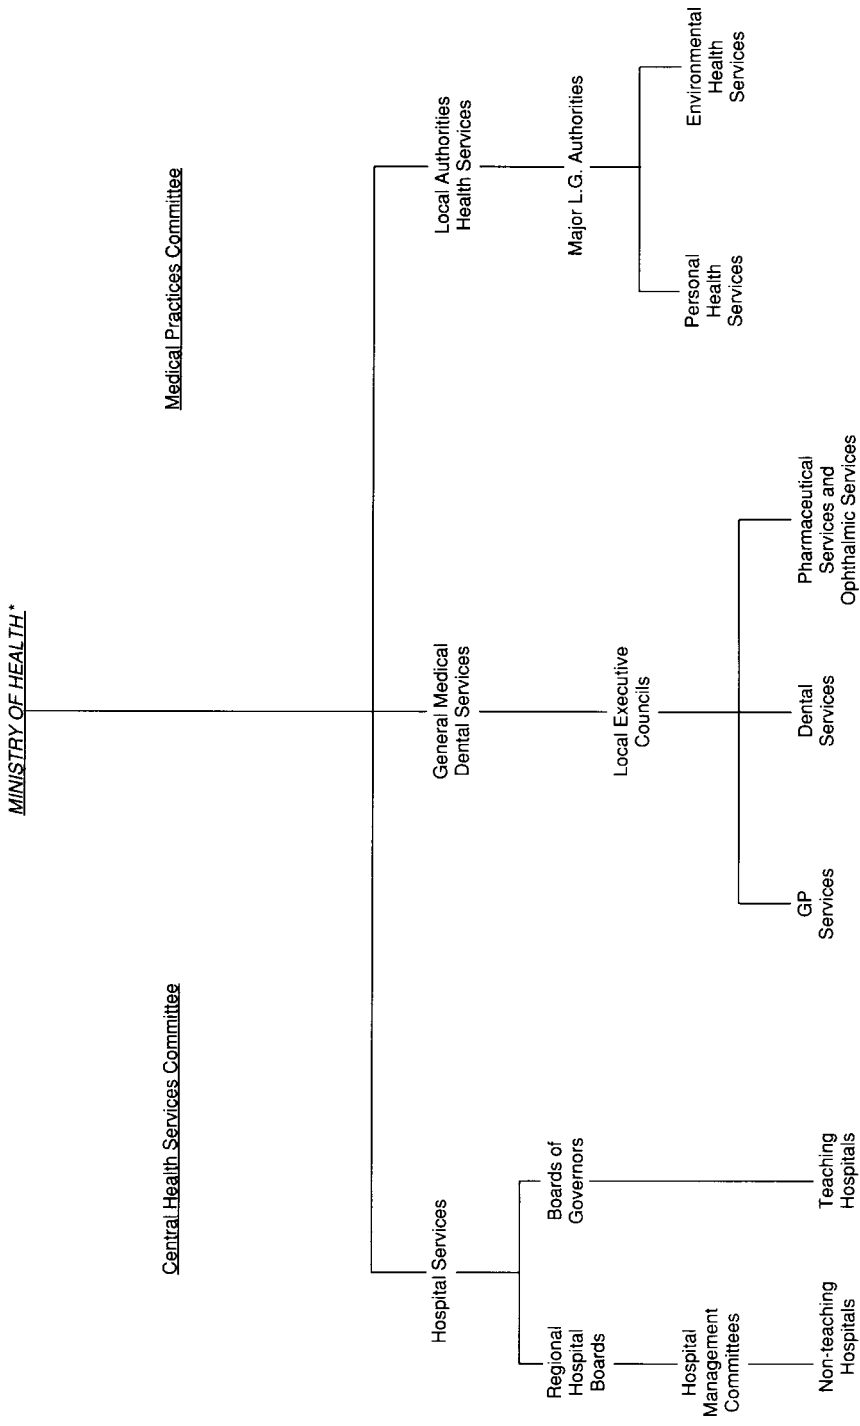 MINISTRY OF HEALTH*
Central Health Services Committee
Medical Practices Committee
Hospital Services
General Medical
Dental Services
Local Authorities
Health Services
Regional
Hospital
Boards
Boards of
Governors
Local Executive
Councils
Major L.G. Authorities
Hospital
Management
Committees
Personal
Health
Services
Environmental
Health
Services
Non-teaching
Hospitals
Teaching
Hospitals
GP
Services
Dental
Services
Pharmaceutical
Services and
Ophthalmic Services